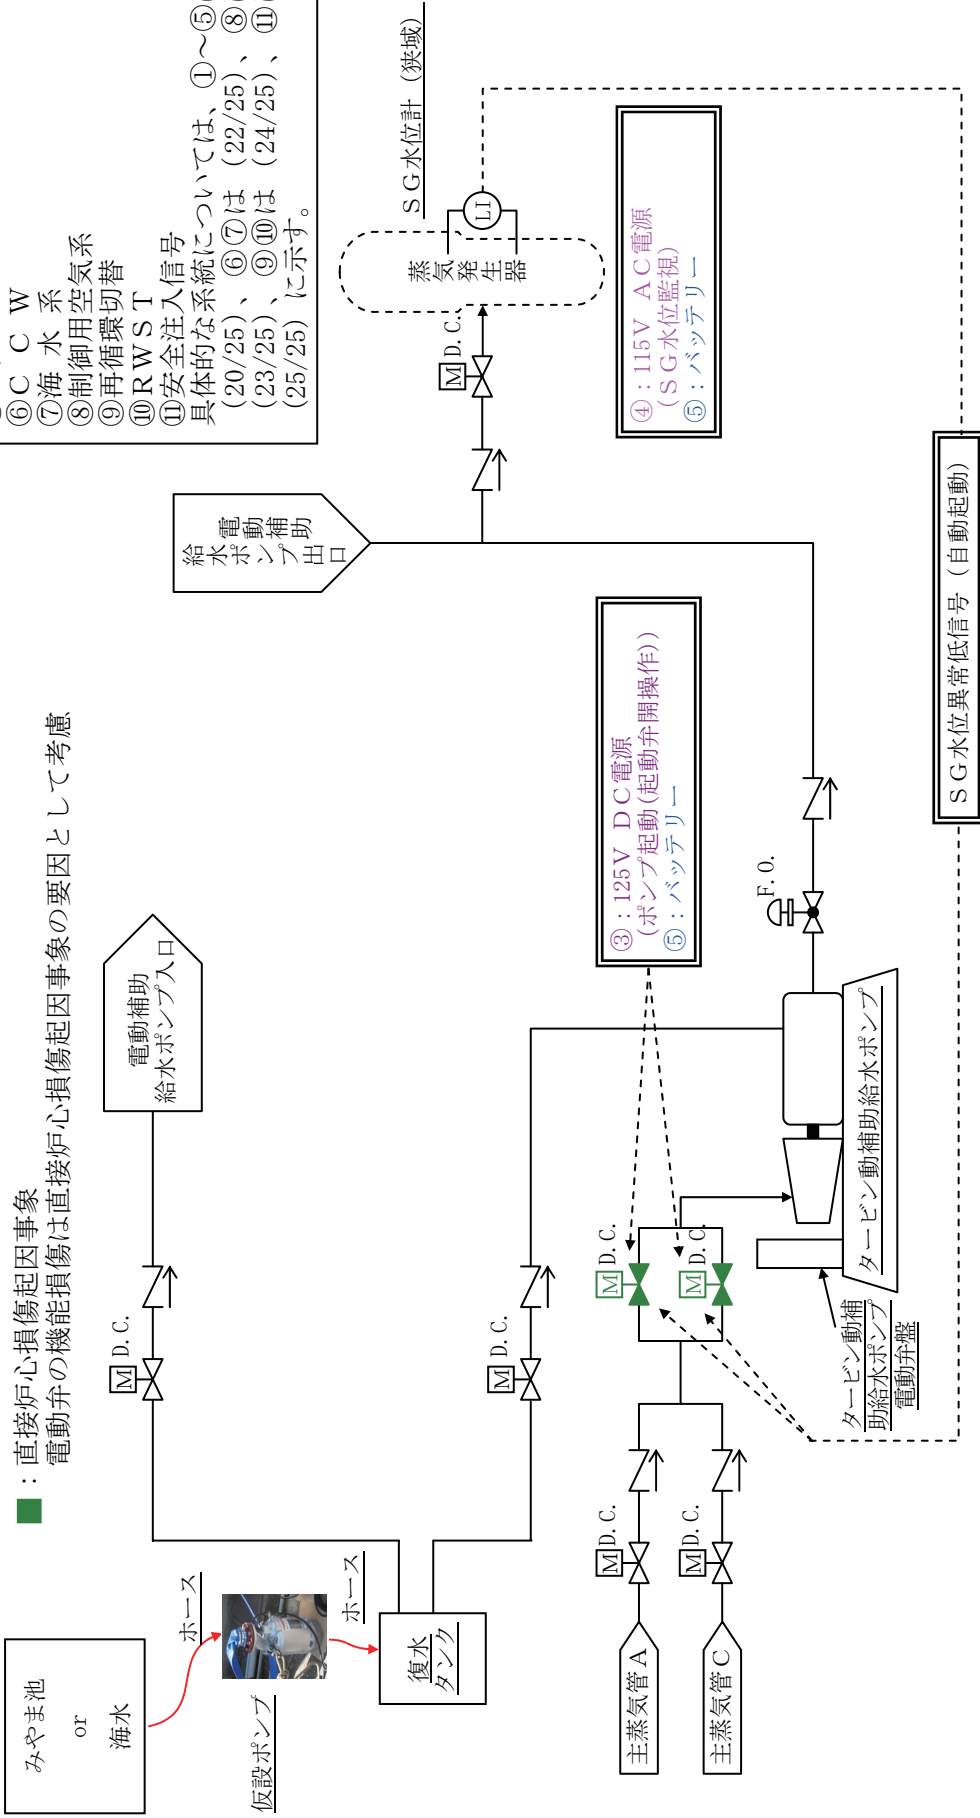 ■：直接炉心損傷起因事象
電動弁の機能損傷は直接炉心損傷起因事象の要因として考慮
⑥ＣＣＷ
⑦海水系
⑧制御用空気系
⑨再循環切替
⑩ＲＷＳＴ
⑪安全注入信号
具体的な系統については、①～⑤
(20/25)、⑥⑦は(22/25)、⑧
(23/25)、⑨⑩は(24/25)、⑪
(25/25)に示す。
みやま池
or
海水
ホース
仮設ポンプ
ホース
復水
タンク
M D.C.
電動補助
給水ポンプ入口
M D.C.
電動補助
給水ポンプ出口
M D.C.
蒸気発生器
LI
ＳＧ水位計（狭域）
④：115V AC電源
（ＳＧ水位監視）
⑤：バッテリー
③：125V DC電源
（ポンプ起動（起動弁開操作））
⑤：バッテリー
主蒸気管Ａ
M D.C.
主蒸気管Ｃ
M D.C.
M D.C.
M D.C.
F.O.
タービン動補助給水ポンプ
タービン動補
助給水ポンプ
電動弁盤
ＳＧ水位異常低信号（自動起動）